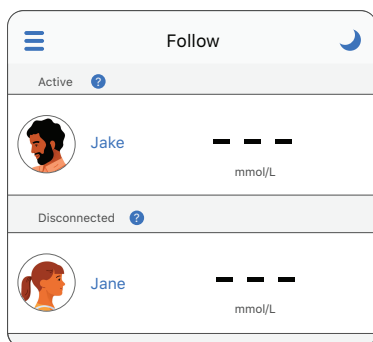 Follow
Active ?
Jake
---
mmol/L
Disconnected ?
Jane
---
mmol/L